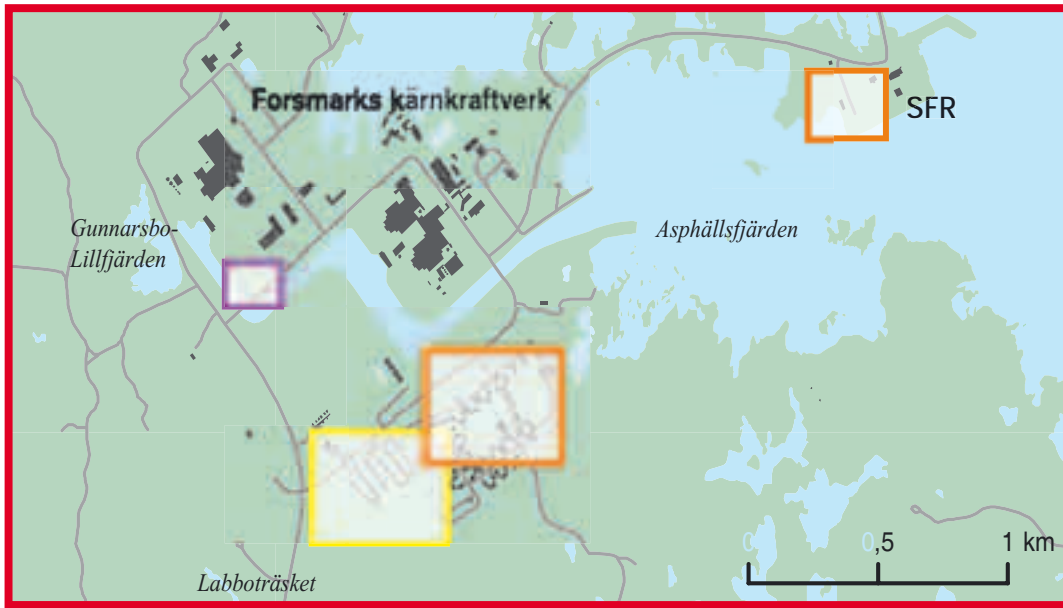 Forsmarks kärnkraftverk
SFR
Gunnarsbo-
Lillfjärden
Asphällsfjärden
Labboträsket
0 0,5 1 km